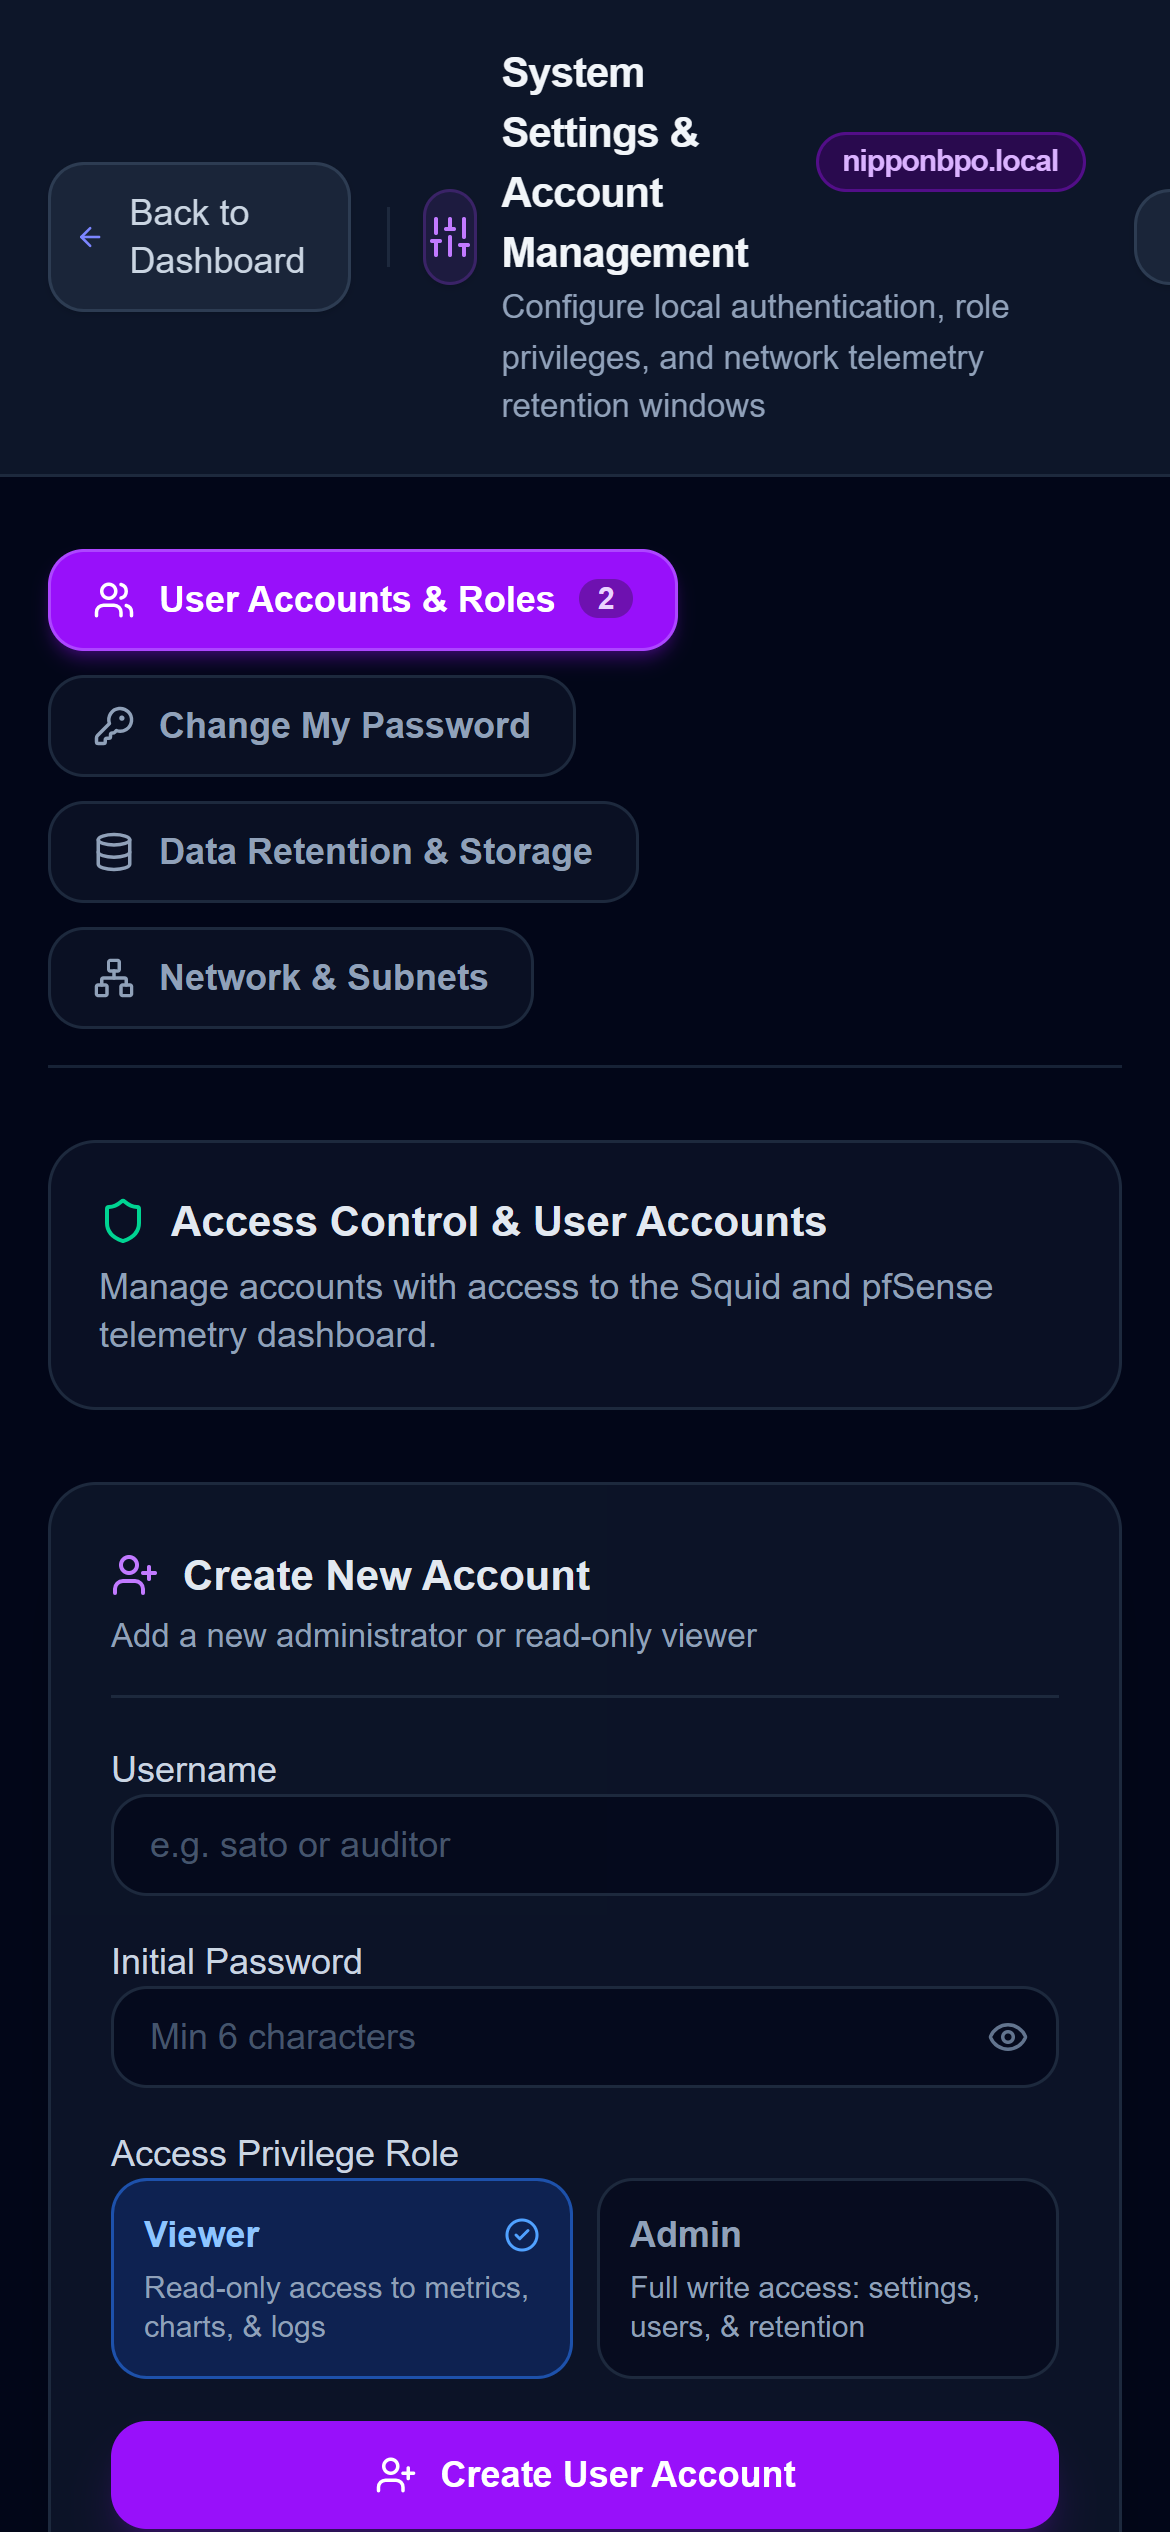 Back to
Dashboard
System
Settings &
Account
Management
nipponbpo.local
Configure local authentication, role
privileges, and network telemetry
retention windows
User Accounts & Roles 2
Change My Password
Data Retention & Storage
Network & Subnets
Access Control & User Accounts
Manage accounts with access to the Squid and pfSense
telemetry dashboard.
Create New Account
Add a new administrator or read-only viewer
Username
e.g. sato or auditor
Initial Password
Min 6 characters
Access Privilege Role
Viewer
Read-only access to metrics,
charts, & logs
Admin
Full write access: settings,
users, & retention
Create User Account